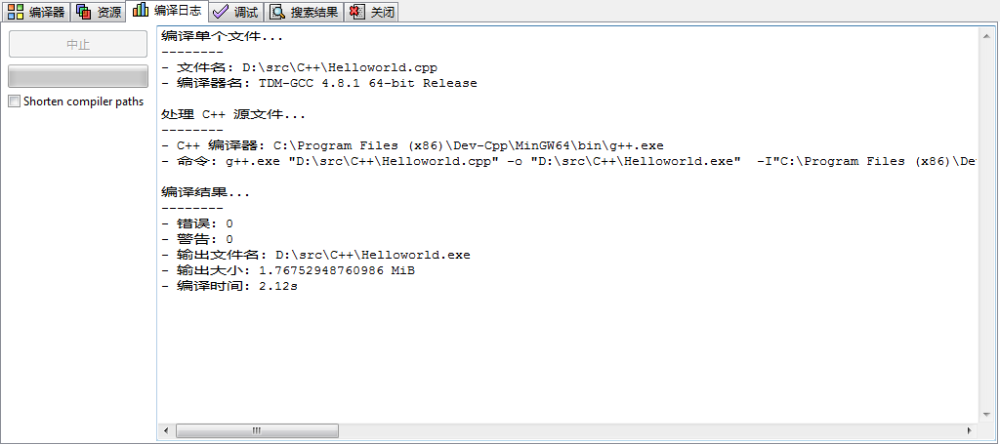 编译器 资源 编译日志 调试 搜索结果 关闭
中止
Shorten compiler paths
编译单个文件...
--------
- 文件名: D:\src\C++\Helloworld.cpp
- 编译器名: TDM-GCC 4.8.1 64-bit Release
处理 C++ 源文件...
--------
- C++ 编译器: C:\Program Files (x86)\Dev-Cpp\MinGW64\bin\g++.exe
- 命令: g++.exe "D:\src\C++\Helloworld.cpp" -o "D:\src\C++\Helloworld.exe"  -I"C:\Program Files (x86)\De
编译结果...
--------
- 错误: 0
- 警告: 0
- 输出文件名: D:\src\C++\Helloworld.exe
- 输出大小: 1.76752948760986 MiB
- 编译时间: 2.12s